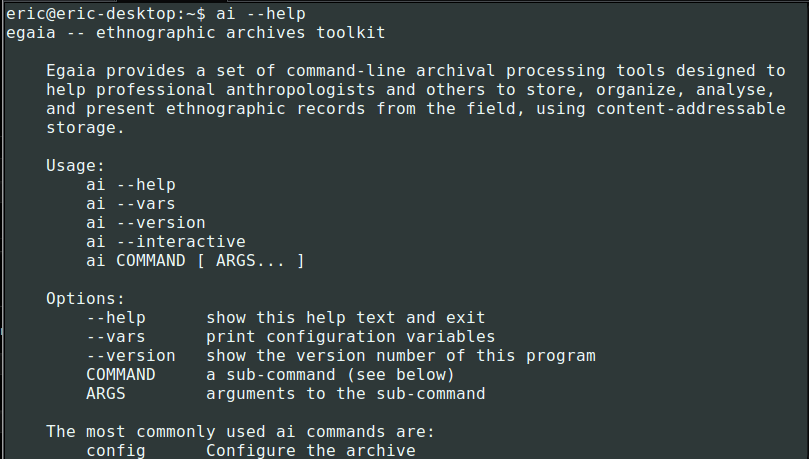 eric@eric-desktop:~$ ai --help
egaia -- ethnographic archives toolkit
Egaia provides a set of command-line archival processing tools designed to
help professional anthropologists and others to store, organize, analyse,
and present ethnographic records from the field, using content-addressable
storage.
Usage:
ai --help
ai --vars
ai --version
ai --interactive
ai COMMAND [ ARGS... ]
Options:
--help show this help text and exit
--vars print configuration variables
--version show the version number of this program
COMMAND a sub-command (see below)
ARGS arguments to the sub-command
The most commonly used ai commands are:
config Configure the archive